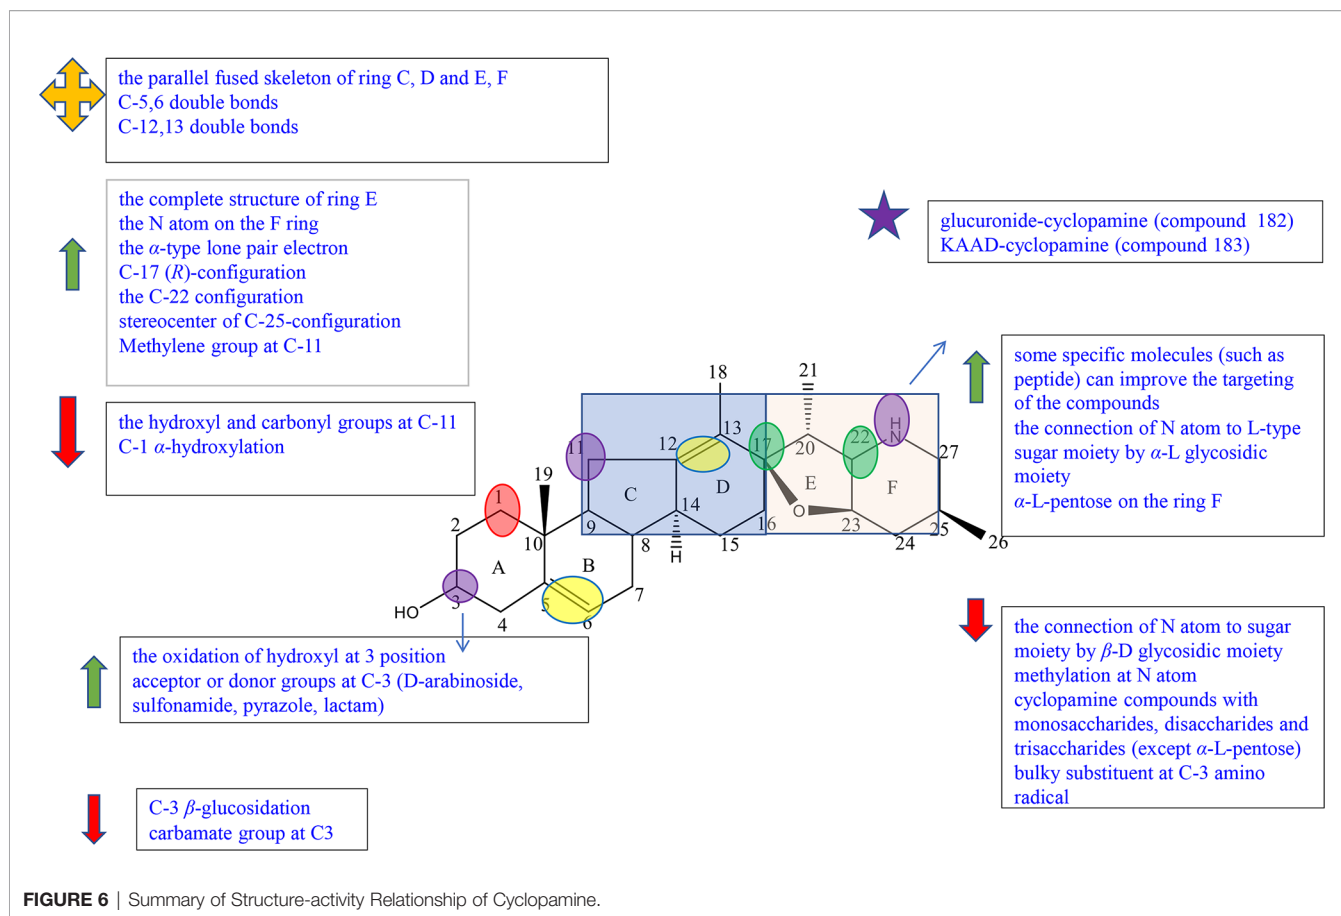 the parallel fused skeleton of ring C, D and E, F
C-5,6 double bonds
C-12,13 double bonds
the complete structure of ring E
the N atom on the F ring
the α-type lone pair electron
C-17 (R)-configuration
the C-22 configuration
stereocenter of C-25-configuration
Methylene group at C-11
the hydroxyl and carbonyl groups at C-11
C-1 α-hydroxylation
glucuronide-cyclopamine (compound 182)
KAAD-cyclopamine (compound 183)
some specific molecules (such as
peptide) can improve the targeting
of the compounds
the connection of N atom to L-type
sugar moiety by α-L glycosidic
moiety
α-L-pentose on the ring F
18
21
13
H
N
11
12
17
20
22
27
19
C
D
E
F
1
14
O
2
10
9
8
15
16
23
24
25
26
H
A
B
7
HO
3
4
5
6
the oxidation of hydroxyl at 3 position
acceptor or donor groups at C-3 (D-arabinoside,
sulfonamide, pyrazole, lactam)
the connection of N atom to sugar
moiety by β-D glycosidic moiety
methylation at N atom
cyclopamine compounds with
monosaccharides, disaccharides and
trisaccharides (except α-L-pentose)
bulky substituent at C-3 amino
radical
C-3 β-glucosidation
carbamate group at C3
FIGURE 6 | Summary of Structure-activity Relationship of Cyclopamine.